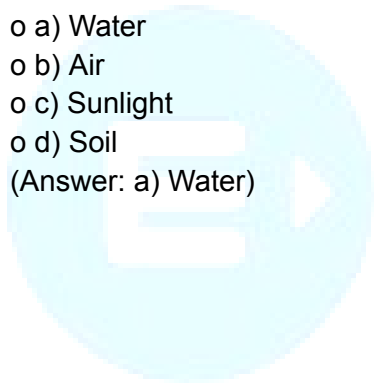 o a) Water
o b) Air
o c) Sunlight
o d) Soil
(Answer: a) Water)